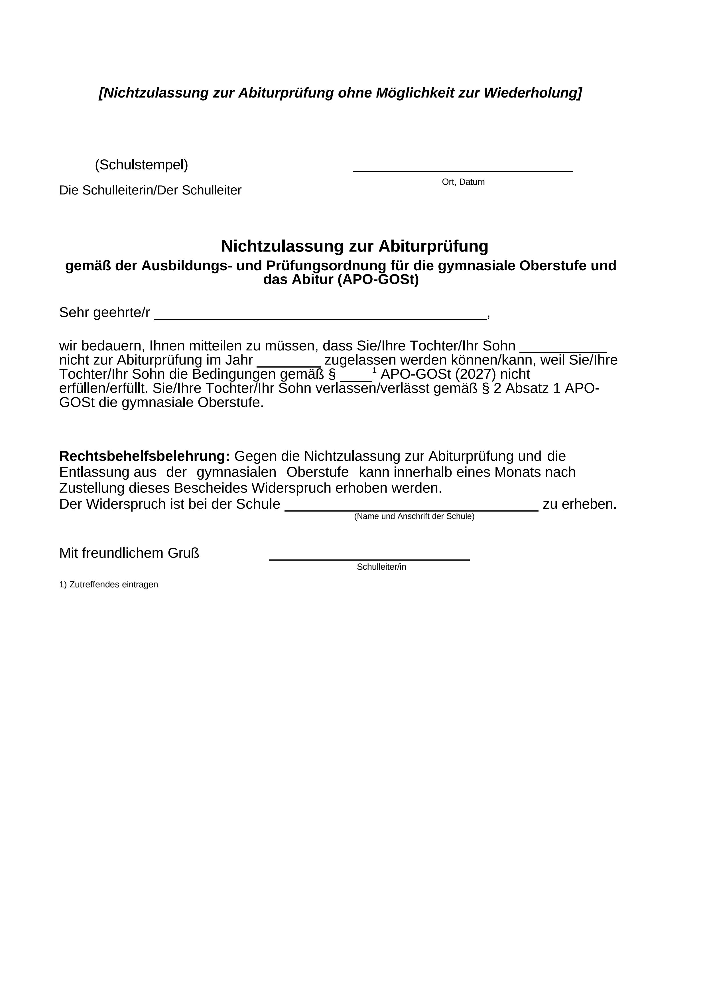 [Nichtzulassung zur Abiturprüfung ohne Möglichkeit zur Wiederholung]
(Schulstempel)
Ort, Datum
Die Schulleiterin/Der Schulleiter
Nichtzulassung zur Abiturprüfung
gemäß der Ausbildungs- und Prüfungsordnung für die gymnasiale Oberstufe und
das Abitur (APO-GOSt)
Sehr geehrte/r ,
wir bedauern, Ihnen mitteilen zu müssen, dass Sie/Ihre Tochter/Ihr Sohn
nicht zur Abiturprüfung im Jahr zugelassen werden können/kann, weil Sie/Ihre
Tochter/Ihr Sohn die Bedingungen gemäß § 1 APO-GOSt (2027) nicht
erfüllen/erfüllt. Sie/Ihre Tochter/Ihr Sohn verlassen/verlässt gemäß § 2 Absatz 1 APO-
GOSt die gymnasiale Oberstufe.
Rechtsbehelfsbelehrung: Gegen die Nichtzulassung zur Abiturprüfung und die
Entlassung aus der gymnasialen Oberstufe kann innerhalb eines Monats nach
Zustellung dieses Bescheides Widerspruch erhoben werden.
Der Widerspruch ist bei der Schule zu erheben.
(Name und Anschrift der Schule)
Mit freundlichem Gruß
Schulleiter/in
1) Zutreffendes eintragen